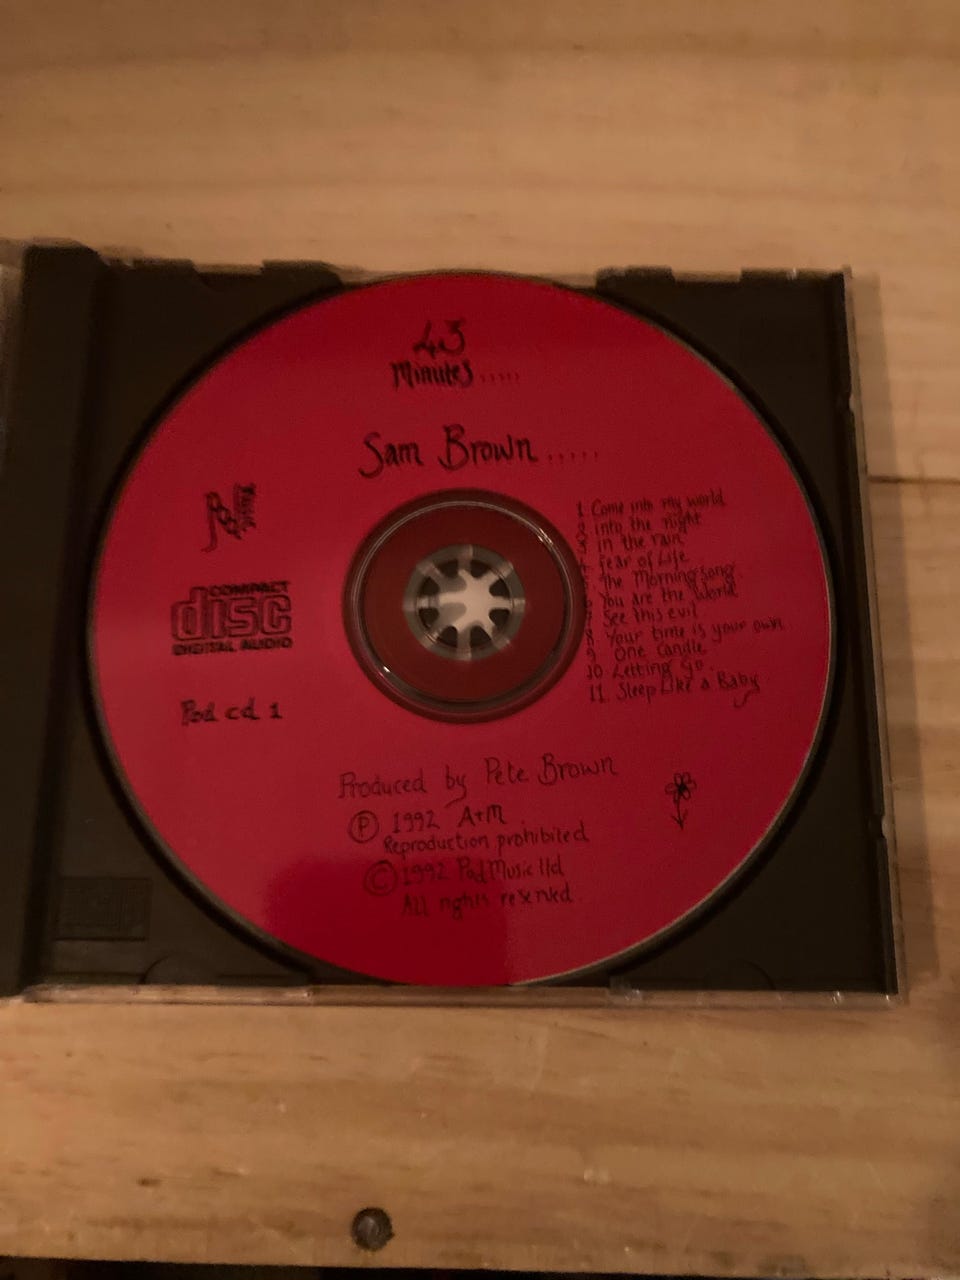 43
Minutes.....
Sam Brown.....
1. Come into my world
2 into the night
3 in the rain
4. Fear of Life
5 the Morning song.
6 You are the World
7 See this evil
8 Your time is your own
9 One Candle
10 Letting go.
11. Sleep Like a Baby
COMPACT
disc
DIGITAL AUDIO
Pod cd 1
Produced by Pete Brown
℗ 1992 A+M
Reproduction prohibited
© 1992 Pod Music Ltd
All rights reserved